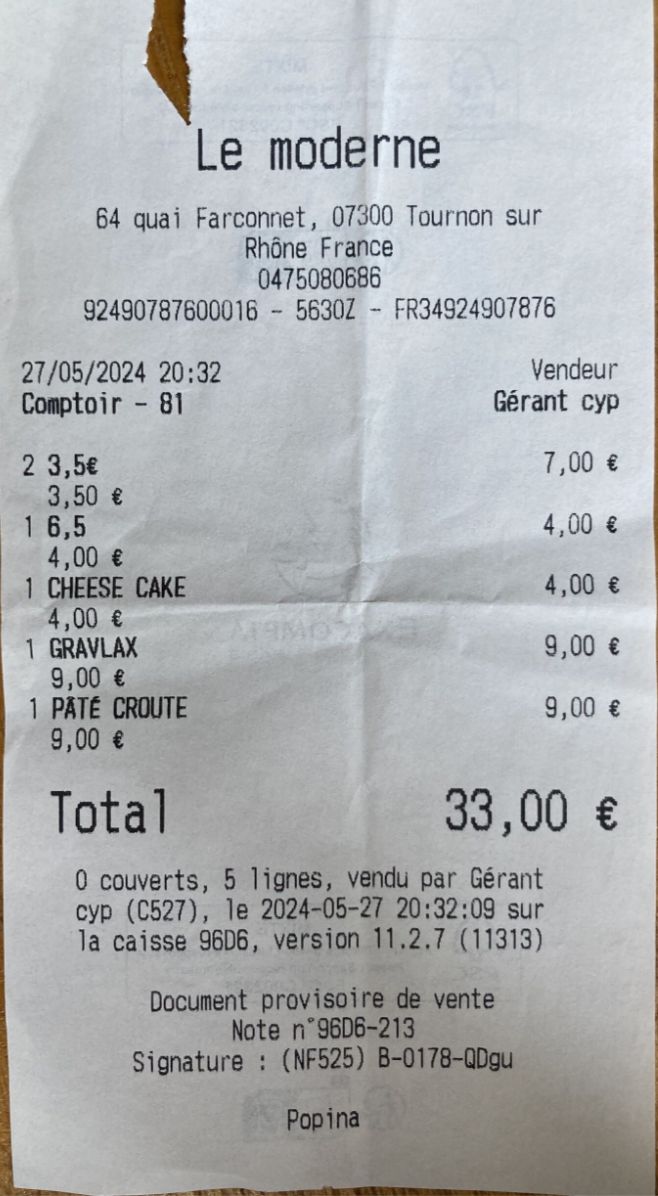 Le moderne
64 quai Farconnet, 07300 Tournon sur
Rhône France
0475080686
92490787600016 - 5630Z - FR34924907876
27/05/2024 20:32 Vendeur
Comptoir - 81 Gérant cyp
2 3,5€ 7,00 €
3,50 €
1 6,5 4,00 €
4,00 €
1 CHEESE CAKE 4,00 €
4,00 €
1 GRAVLAX 9,00 €
9,00 €
1 PÂTÉ CROUTE 9,00 €
9,00 €
Total 33,00 €
0 couverts, 5 lignes, vendu par Gérant
cyp (C527), le 2024-05-27 20:32:09 sur
la caisse 96D6, version 11.2.7 (11313)
Document provisoire de vente
Note n°96D6-213
Signature : (NF525) B-0178-QDgu
Popina